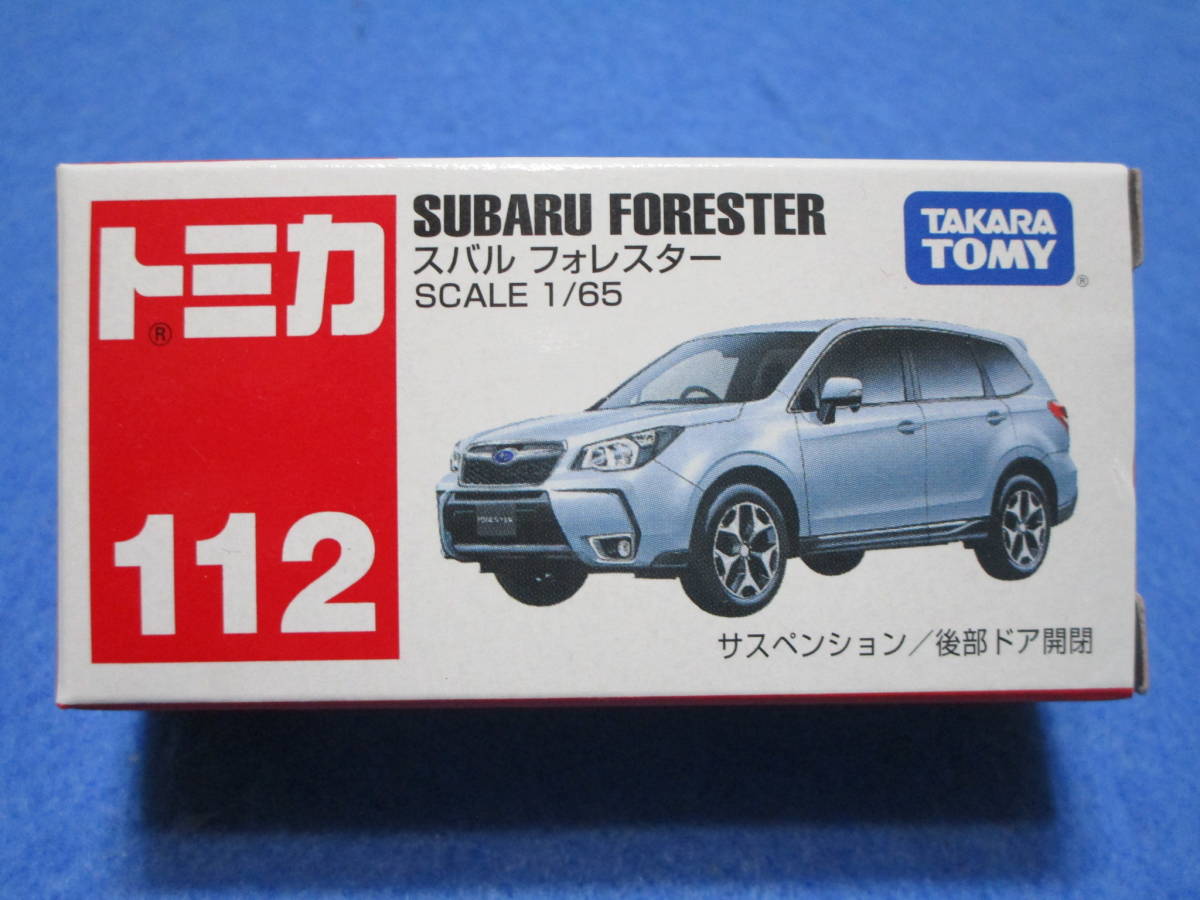 トミカ
®
112
SUBARU FORESTER
スバル フォレスター
SCALE 1/65
TAKARA
TOMY
®
FORESTER
サスペンション/後部ドア開閉